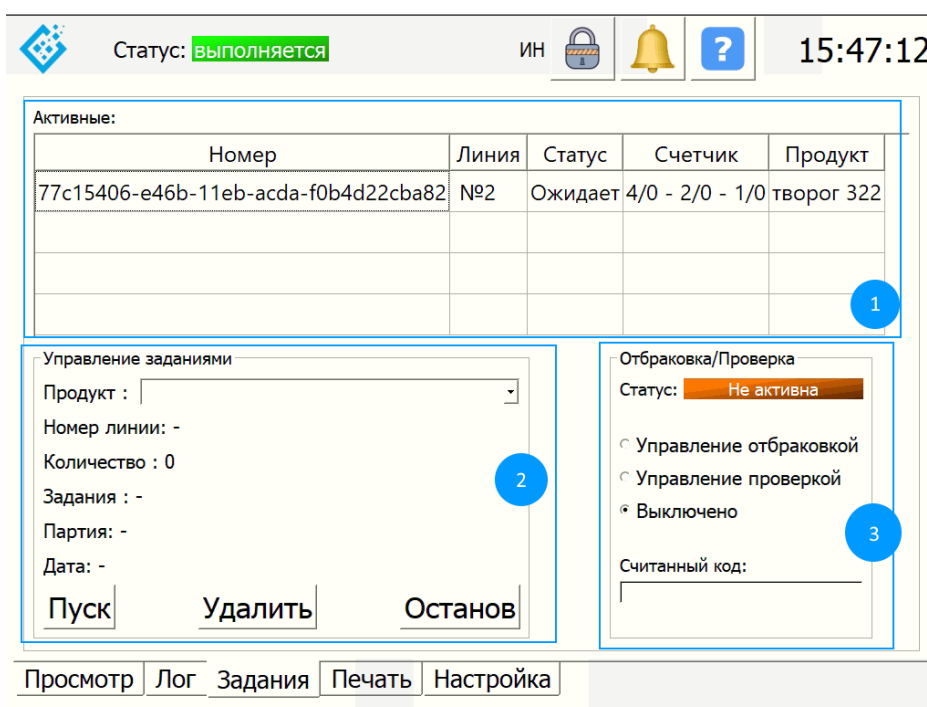 Статус: выполняется ИН ? 15:47:12
Активные:
Номер Линия Статус Счетчик Продукт
77c15406-e46b-11eb-acda-f0b4d22cba82 №2 Ожидает 4/0 - 2/0 - 1/0 творог 322
1
Управление заданиями
Продукт :
Номер линии: -
Количество : 0
Задания : -
Партия: -
Дата: -
Пуск Удалить Останов
2
Отбраковка/Проверка
Статус: Не активна
Управление отбраковкой
Управление проверкой
Выключено
3
Считанный код:
Просмотр Лог Задания Печать Настройка